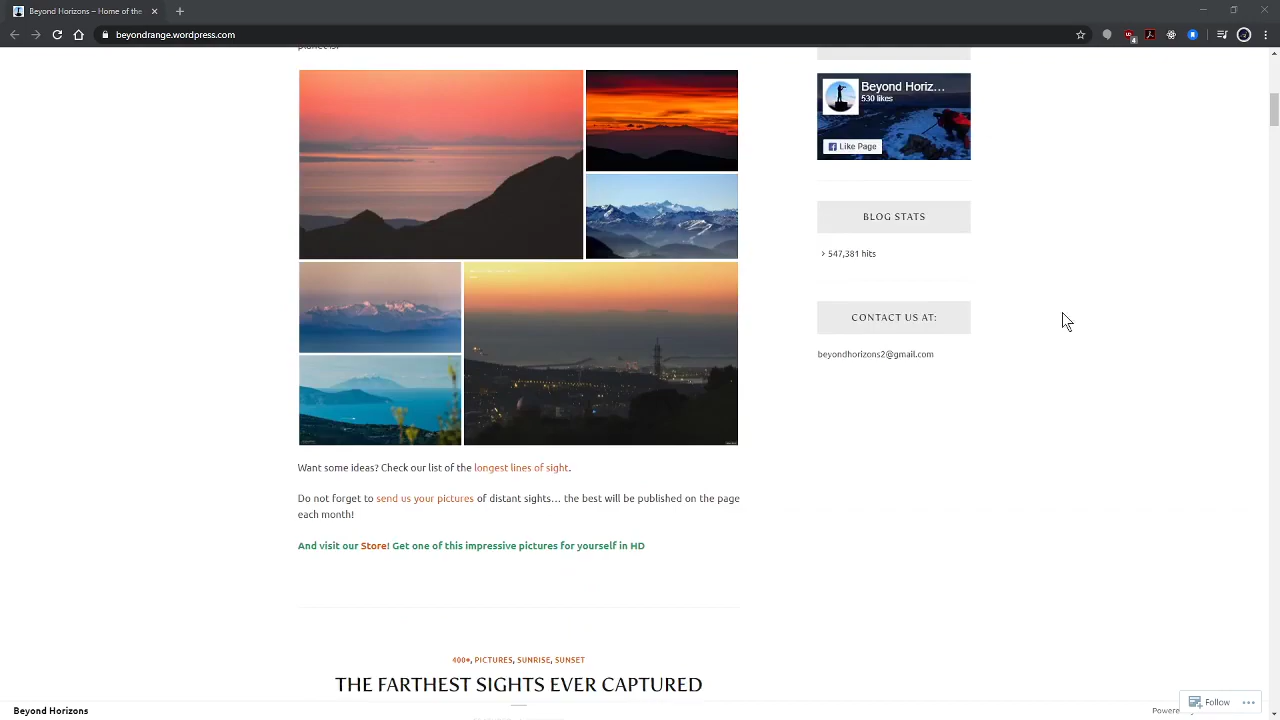 Beyond Horizons – Home of the
beyondrange.wordpress.com
4
Beyond Horiz...
530 likes
Like Page
BLOG STATS
547,381 hits
CONTACT US AT:
beyondhorizons2@gmail.com
Want some ideas? Check our list of the longest lines of sight.
Do not forget to send us your pictures of distant sights… the best will be published on the page
each month!
And visit our Store! Get one of this impressive pictures for yourself in HD
400+, PICTURES, SUNRISE, SUNSET
THE FARTHEST SIGHTS EVER CAPTURED
Follow
Beyond Horizons